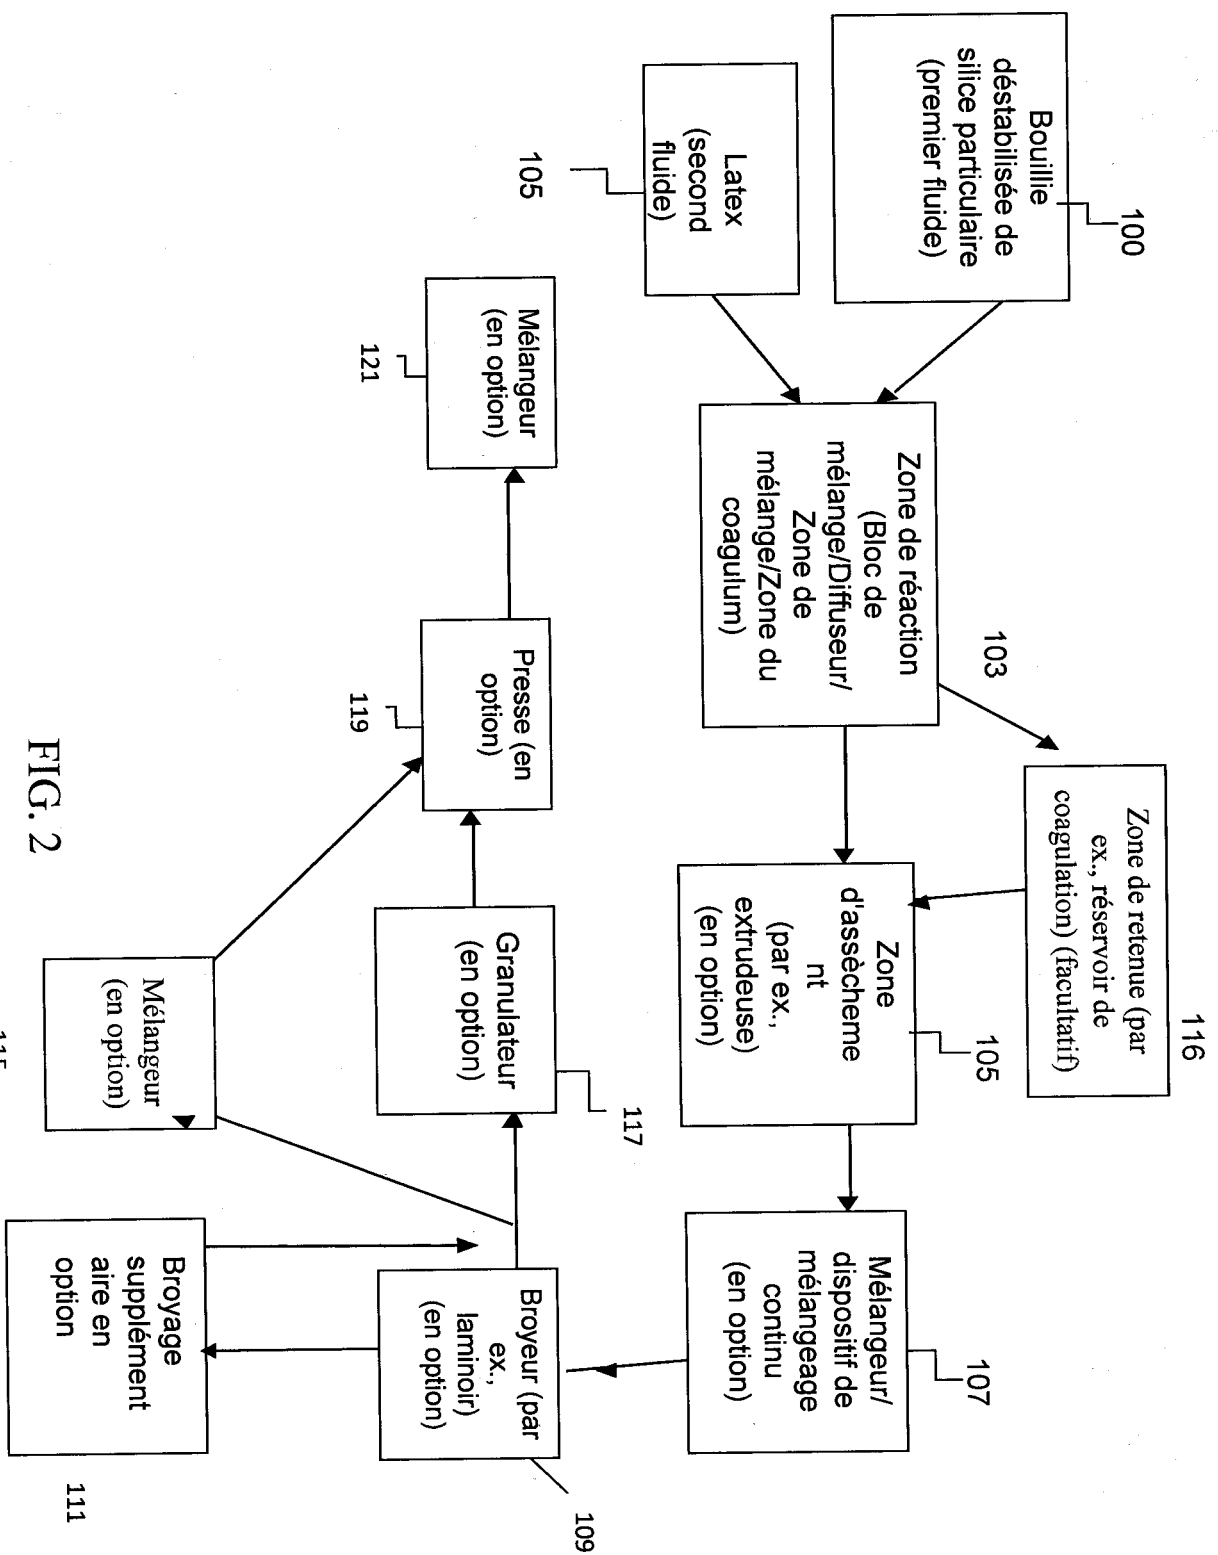 Bouillie
déstabilisée de
silice particulaire
(premier fluide)
100
Latex
(second
fluide)
105
Zone de réaction
(Bloc de
mélange/Diffuseur/
Zone de
mélange/Zone du
coagulum)
103
Zone de retenue (par
ex., réservoir de
coagulation) (facultatif)
116
Zone
d'assècheme
nt
(par ex.,
extrudeuse)
(en option)
105
Mélangeur/
dispositif de
mélangeage
continu
(en option)
107
Broyeur (par
ex.,
laminoir)
(en option)
109
Broyage
supplément
aire en
option
111
Mélangeur
(en option)
115
Granulateur
(en option)
117
Presse (en
option)
119
Mélangeur
(en option)
121
FIG. 2